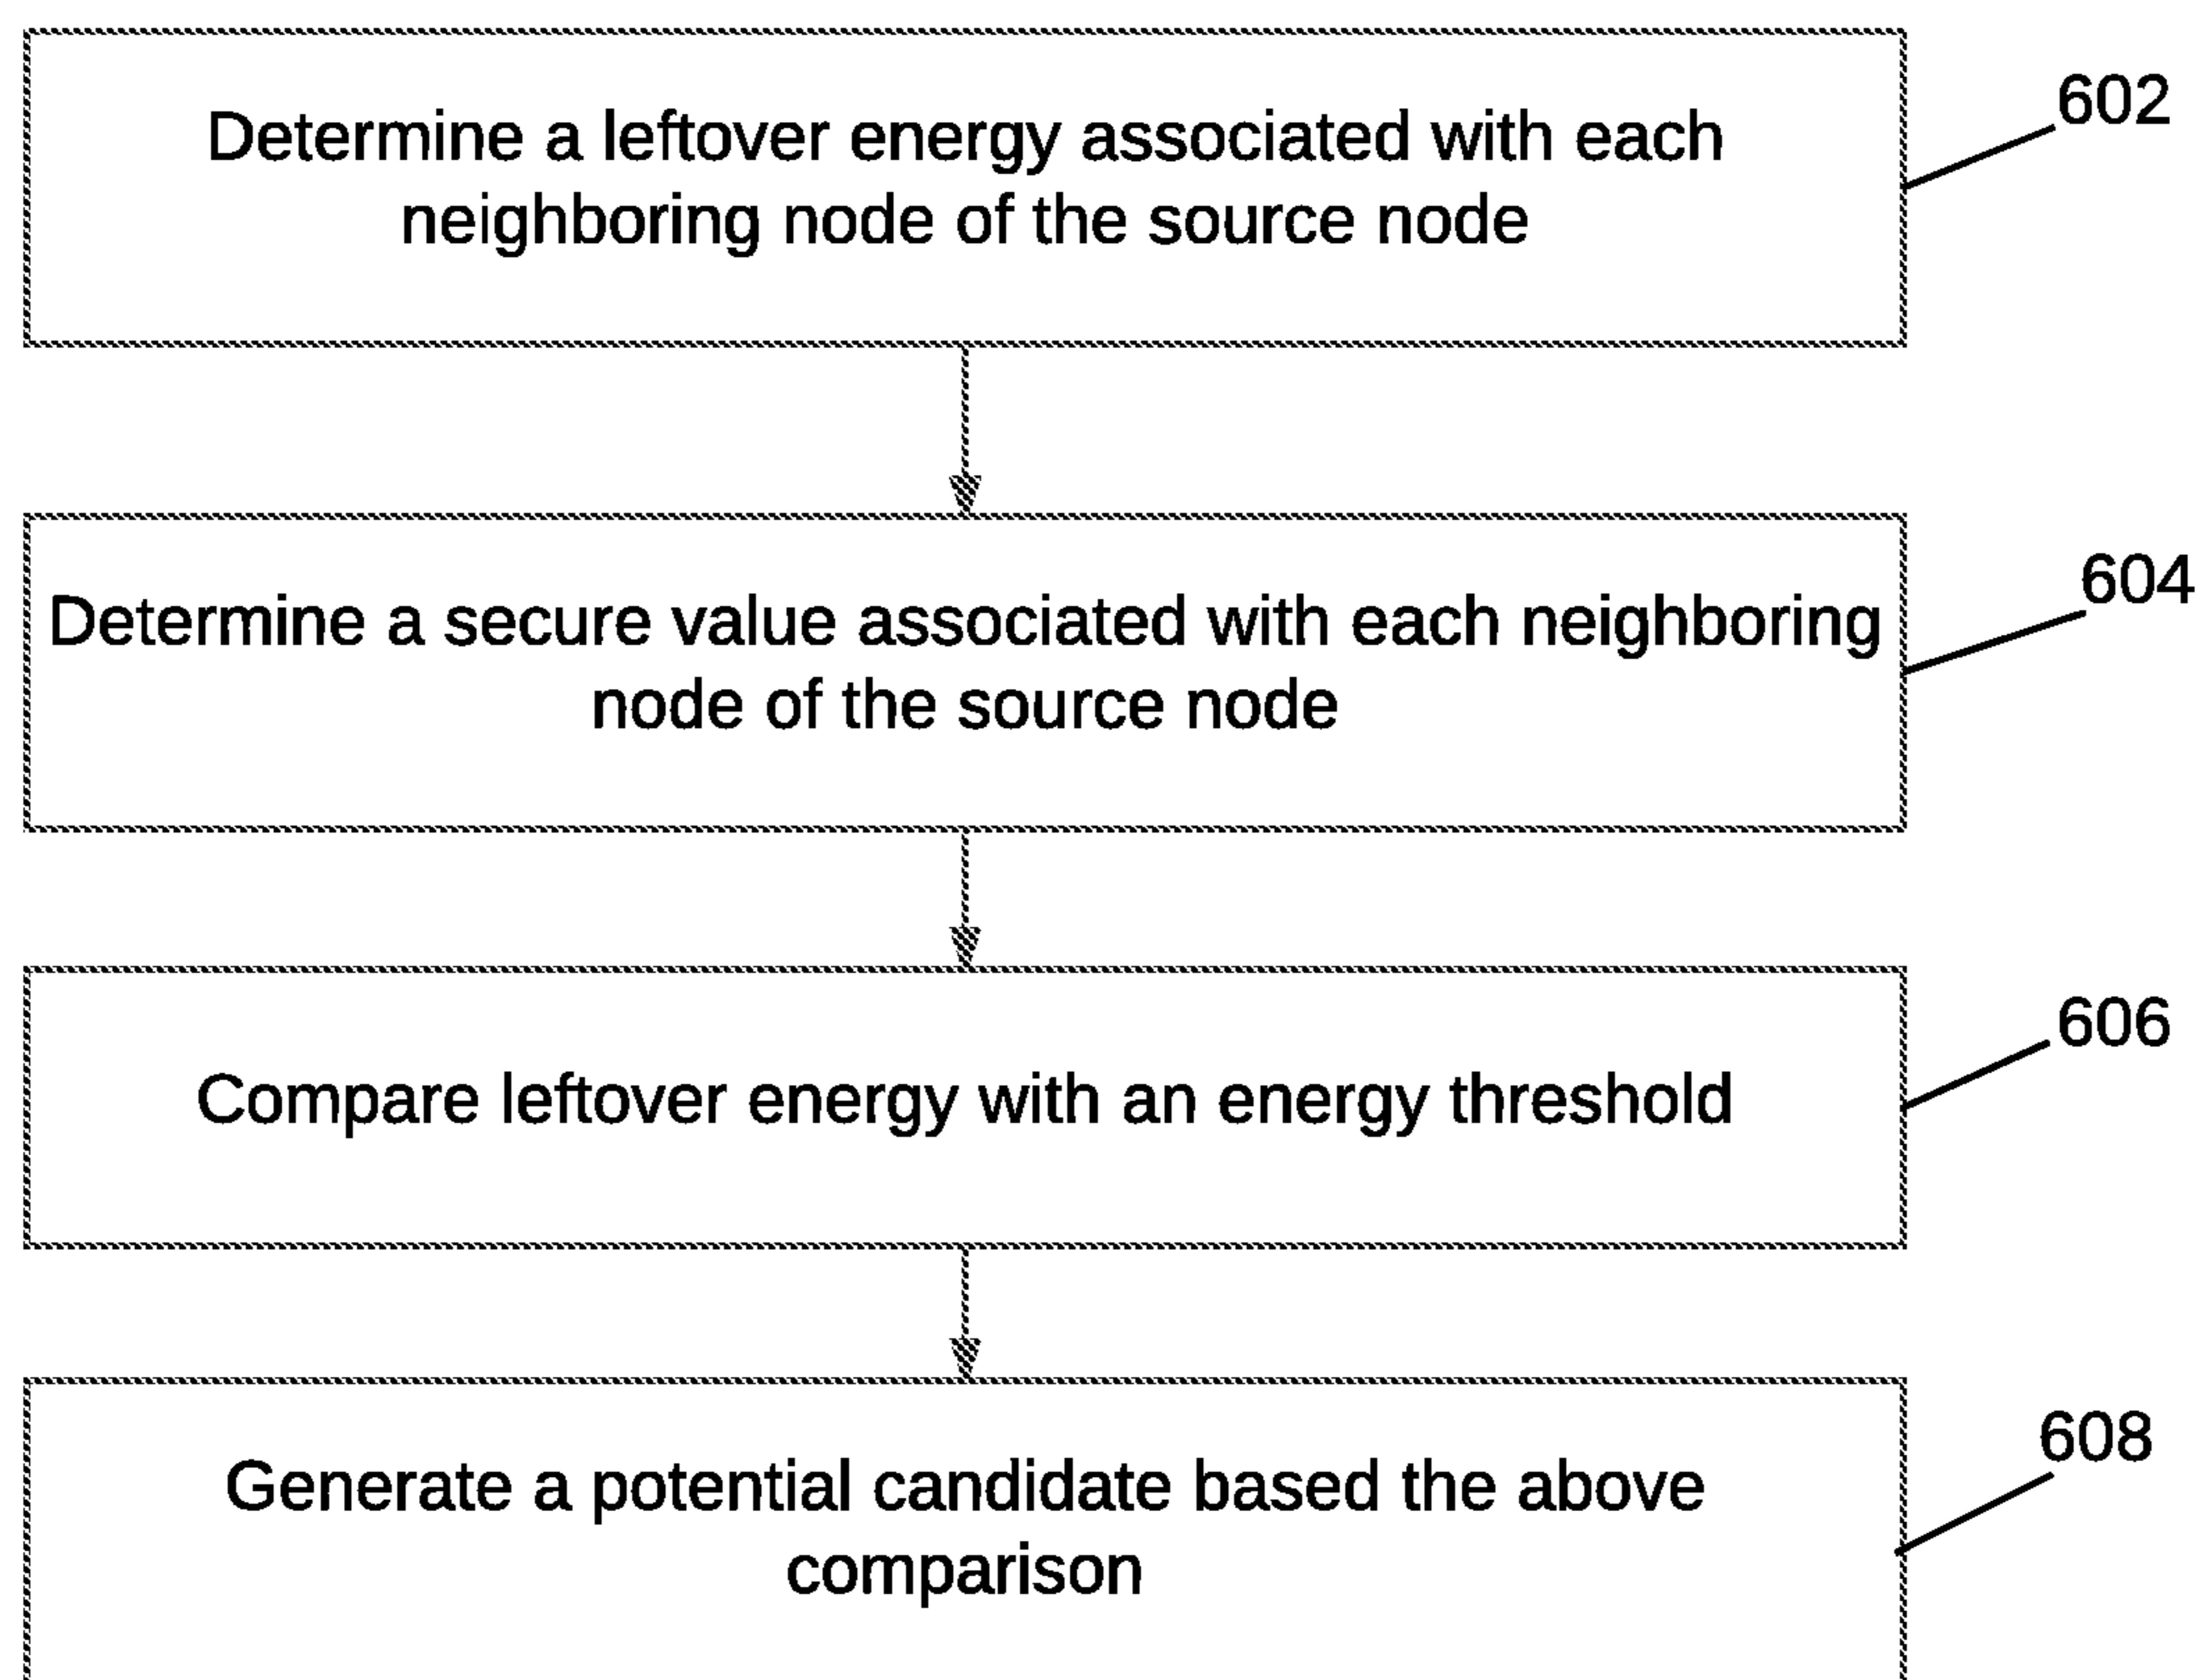 602
Determine a leftover energy associated with each
neighboring node of the source node
604
Determine a secure value associated with each neighboring
node of the source node
606
Compare leftover energy with an energy threshold
608
Generate a potential candidate based the above
comparison